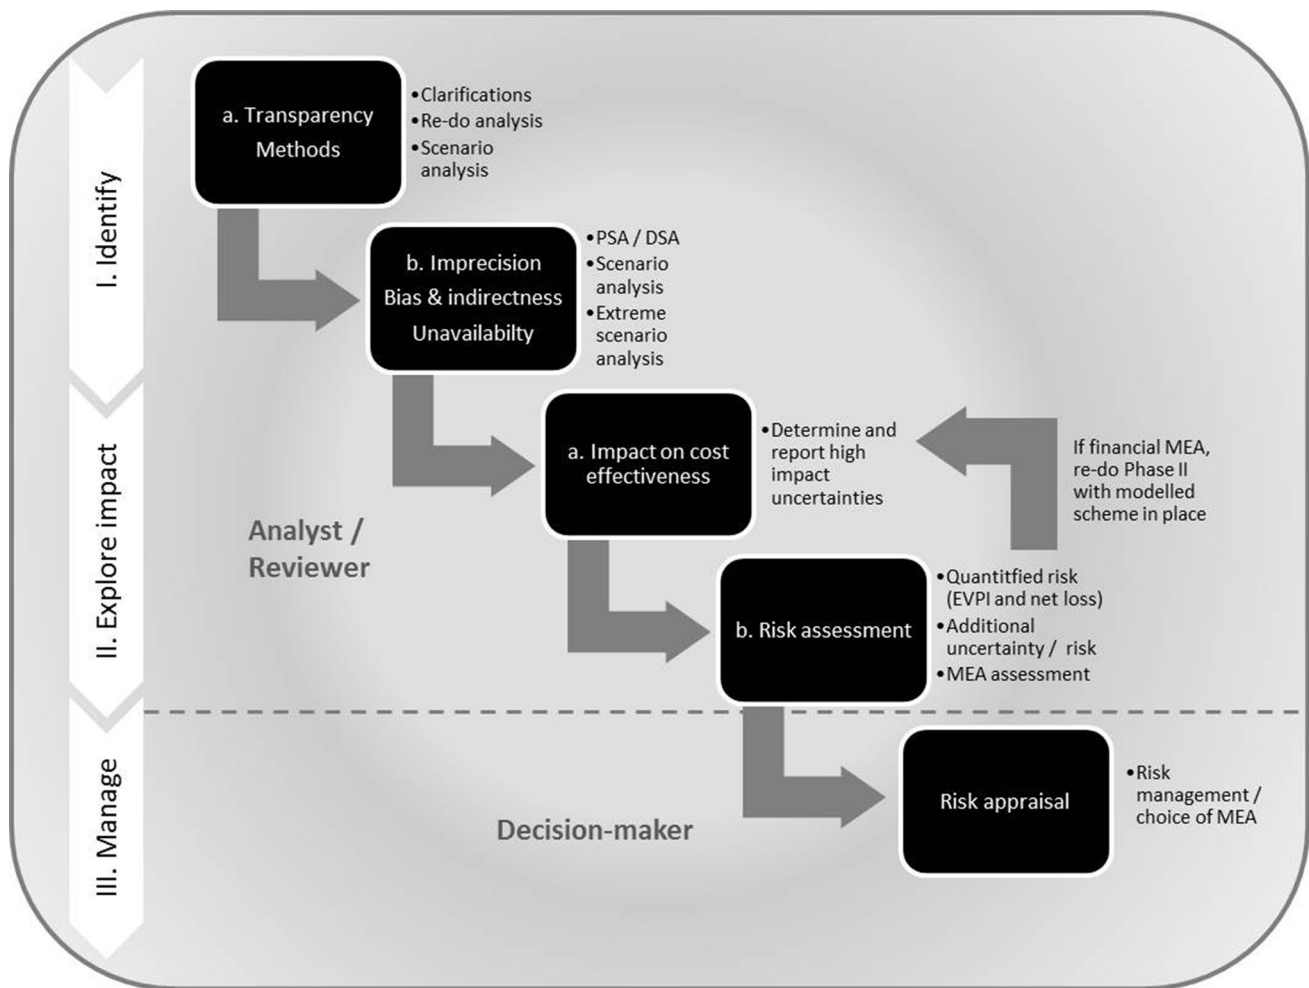 I. Identify
a. Transparency
Methods
•Clarifications
•Re-do analysis
•Scenario
analysis
b. Imprecision
Bias & indirectness
Unavailabilty
•PSA / DSA
•Scenario
analysis
•Extreme
scenario
analysis
II. Explore impact
a. Impact on cost
effectiveness
•Determine and
report high
impact
uncertainties
If financial MEA,
re-do Phase II
with modelled
scheme in place
Analyst /
Reviewer
b. Risk assessment
•Quantitfied risk
(EVPI and net loss)
•Additional
uncertainty / risk
•MEA assessment
III. Manage
Decision-maker
Risk appraisal
•Risk
management /
choice of MEA